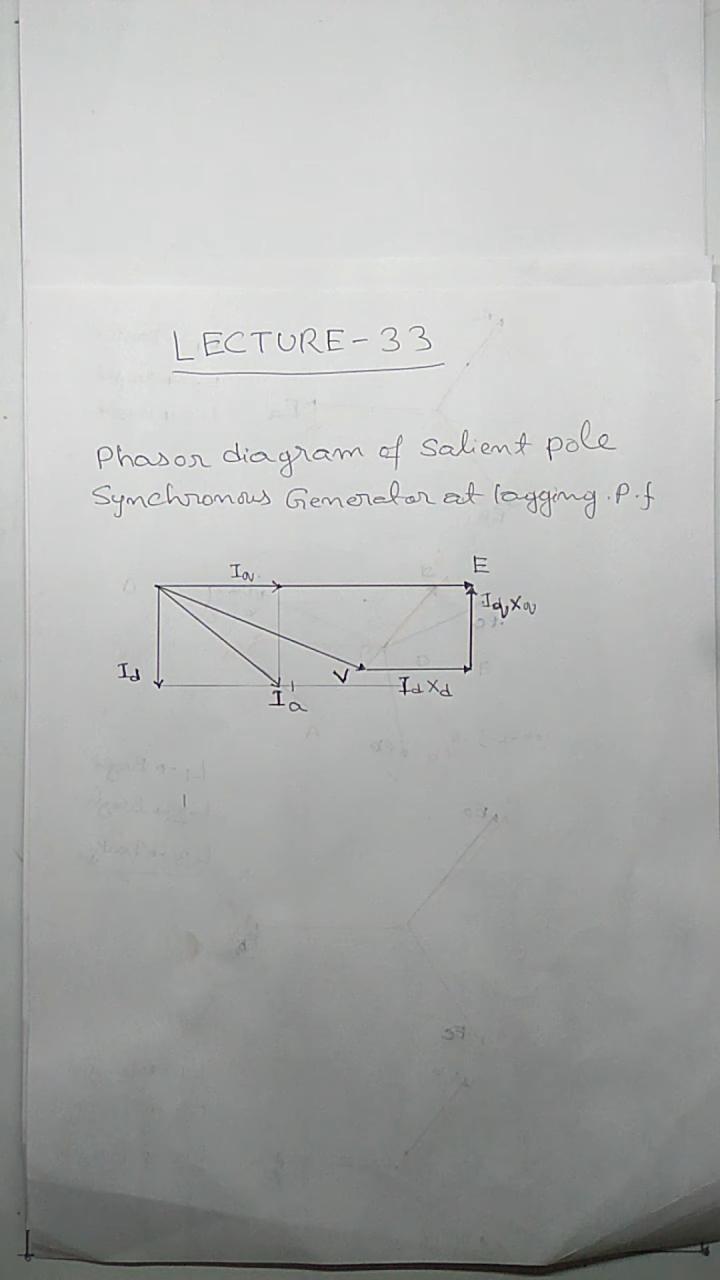 LECTURE-33
Phasor diagram of Salient pole
Synchronous Generator at lagging .P.f
Iq
E
IqXq
Id
V
IdXd
Ia